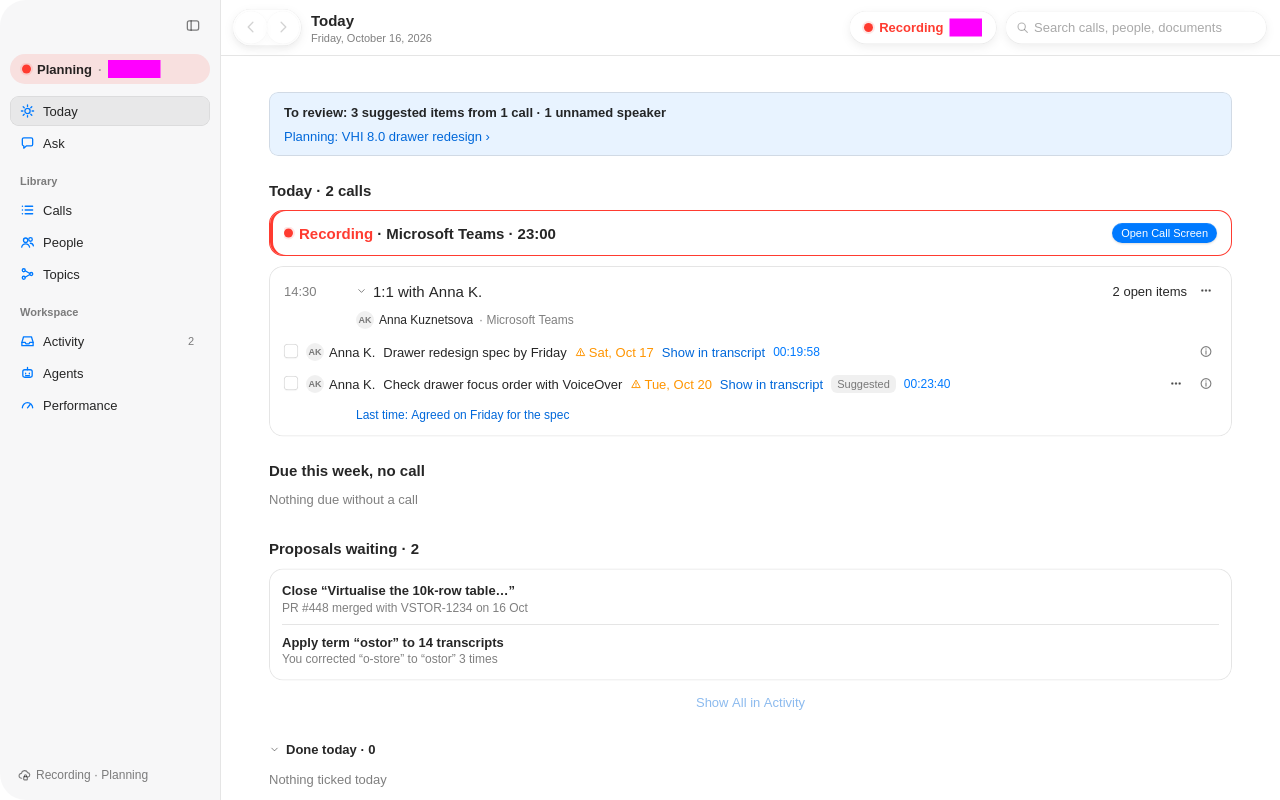 Planning ·
Today
Ask
Library
Calls
People
Topics
Workspace
Activity 2
Agents
Performance
Recording · Planning
Today
Friday, October 16, 2026
Recording
Search calls, people, documents
To review: 3 suggested items from 1 call · 1 unnamed speaker
Planning: VHI 8.0 drawer redesign ›
Today · 2 calls
Recording · Microsoft Teams · 23:00
Open Call Screen
14:30 1:1 with Anna K. 2 open items
AK Anna Kuznetsova · Microsoft Teams
AK Anna K. Drawer redesign spec by Friday Sat, Oct 17 Show in transcript 00:19:58
AK Anna K. Check drawer focus order with VoiceOver Tue, Oct 20 Show in transcript Suggested 00:23:40
Last time: Agreed on Friday for the spec
Due this week, no call
Nothing due without a call
Proposals waiting · 2
Close “Virtualise the 10k-row table…”
PR #448 merged with VSTOR-1234 on 16 Oct
Apply term “ostor” to 14 transcripts
You corrected “o-store” to “ostor” 3 times
Show All in Activity
Done today · 0
Nothing ticked today